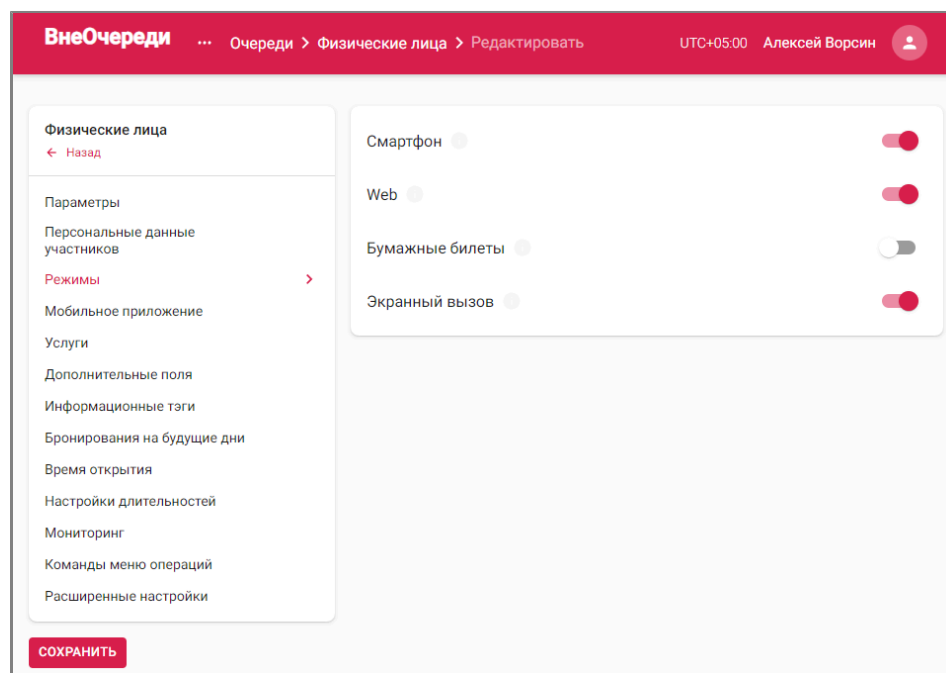 ВнеОчереди ... Очереди > Физические лица > Редактировать UTC+05:00 Алексей Ворсин
Физические лица
← Назад
Параметры
Персональные данные
участников
Режимы >
Мобильное приложение
Услуги
Дополнительные поля
Информационные тэги
Бронирования на будущие дни
Время открытия
Настройки длительностей
Мониторинг
Команды меню операций
Расширенные настройки
СОХРАНИТЬ
Смартфон
Web
Бумажные билеты
Экранный вызов